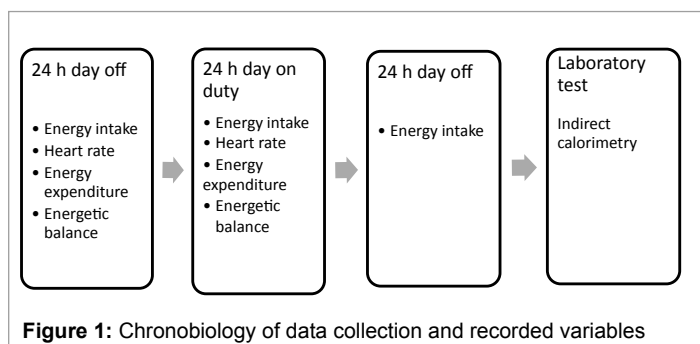 24 h day off
• Energy intake
• Heart rate
• Energy
expenditure
• Energetic
balance
24 h day on
duty
• Energy intake
• Heart rate
• Energy
expenditure
• Energetic
balance
24 h day off
• Energy intake
Laboratory
test
Indirect
calorimetry
Figure 1: Chronobiology of data collection and recorded variables